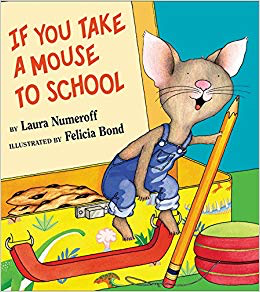 IF YOU TAKE
A MOUSE
TO SCHOOL
BY Laura Numeroff
ILLUSTRATED BY Felicia Bond